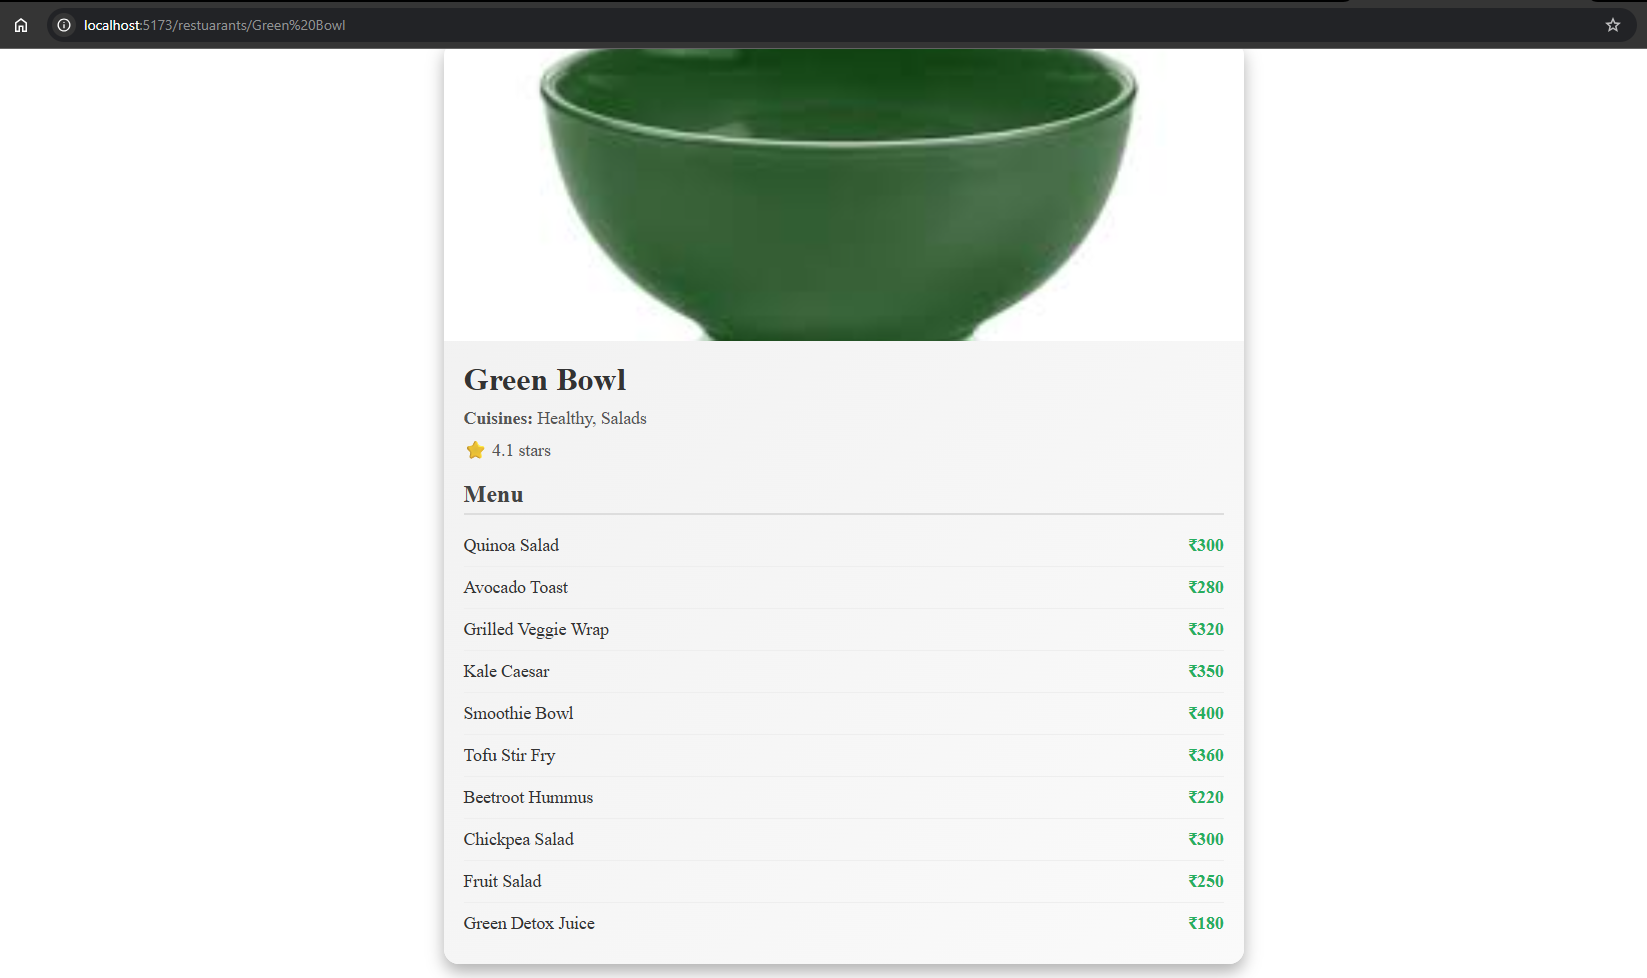 localhost:5173/restuarants/Green%20Bowl
Green Bowl
Cuisines: Healthy, Salads
4.1 stars
Menu
Quinoa Salad ₹300
Avocado Toast ₹280
Grilled Veggie Wrap ₹320
Kale Caesar ₹350
Smoothie Bowl ₹400
Tofu Stir Fry ₹360
Beetroot Hummus ₹220
Chickpea Salad ₹300
Fruit Salad ₹250
Green Detox Juice ₹180